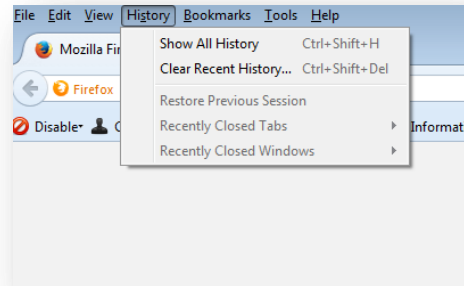 File Edit View History Bookmarks Tools Help
Mozilla Fir
Show All History Ctrl+Shift+H
Clear Recent History... Ctrl+Shift+Del
Firefox
Restore Previous Session
Disable
Recently Closed Tabs
Informat
Recently Closed Windows